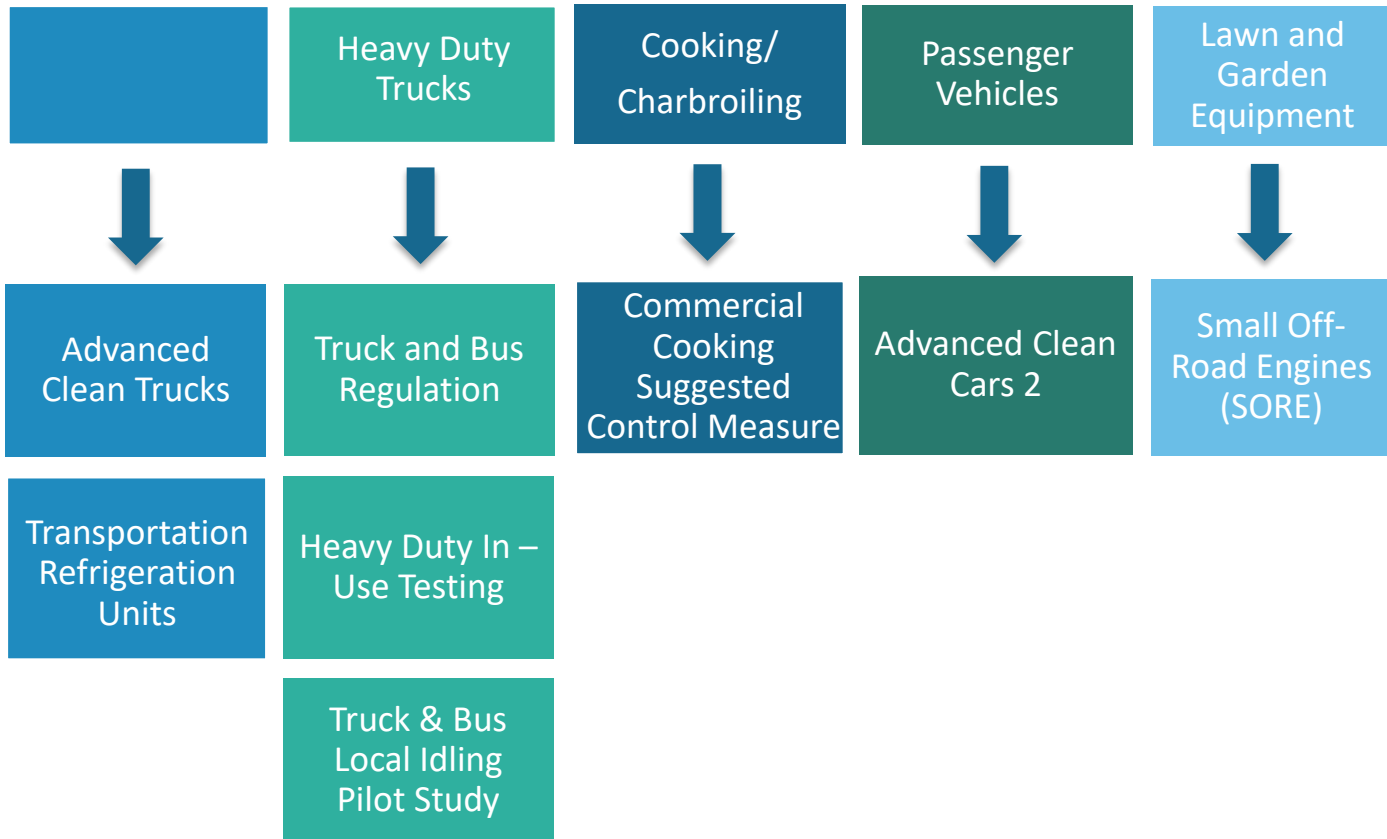 Heavy Duty
Trucks
Cooking/
Charbroiling
Passenger
Vehicles
Lawn and
Garden
Equipment
Advanced
Clean Trucks
Truck and Bus
Regulation
Commercial
Cooking
Suggested
Control Measure
Advanced Clean
Cars 2
Small Off-
Road Engines
(SORE)
Transportation
Refrigeration
Units
Heavy Duty In –
Use Testing
Truck & Bus
Local Idling
Pilot Study